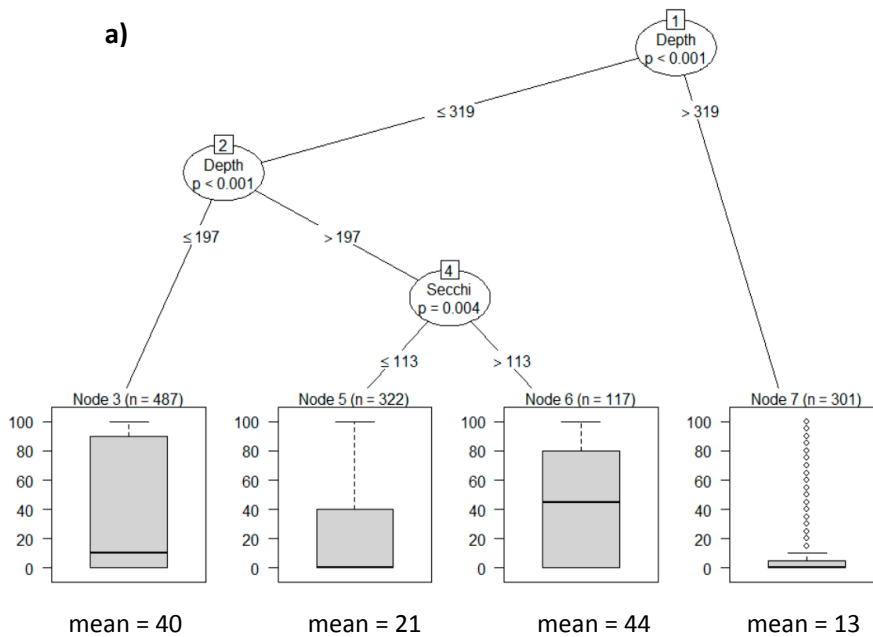 a)
1
Depth
p < 0.001
≤ 319
> 319
2
Depth
p < 0.001
≤ 197
> 197
4
Secchi
p = 0.004
≤ 113
> 113
Node 3 (n = 487)
Node 5 (n = 322)
Node 6 (n = 117)
Node 7 (n = 301)
100
80
60
40
20
0
100
80
60
40
20
0
100
80
60
40
20
0
100
80
60
40
20
0
mean = 40
mean = 21
mean = 44
mean = 13